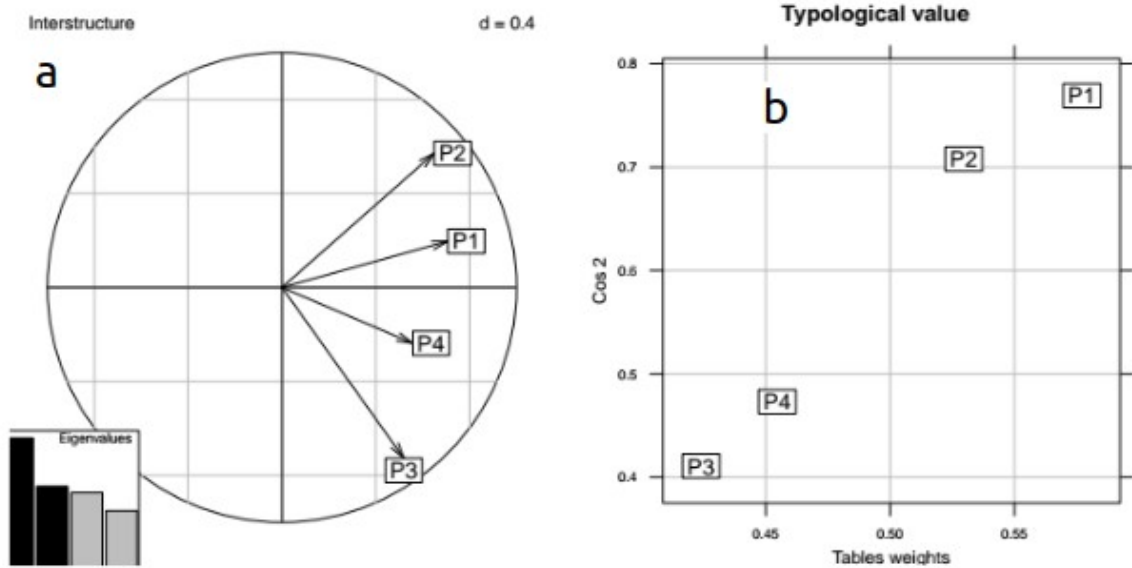 Interstructure
d = 0.4
a
P2
P1
P4
P3
Eigenvalues
Typological value
b
Cos 2
0.8
0.7
0.6
0.5
0.4
P1
P2
P4
P3
0.45
0.50
0.55
Tables weights